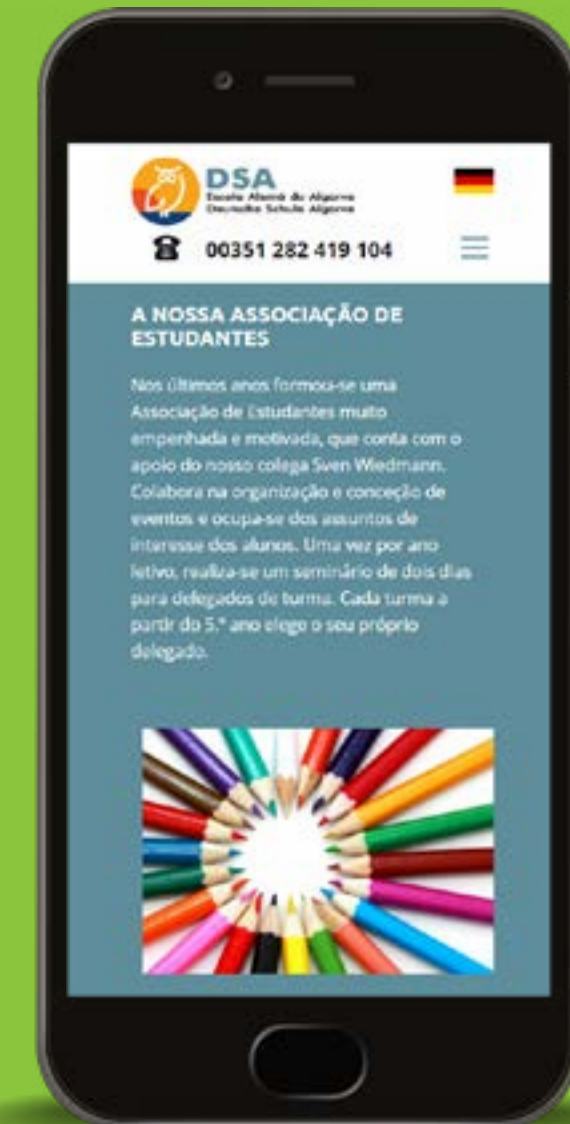 DSA
Escola Alemã do Algarve
Deutsche Schule Algarve
00351 282 419 104
A NOSSA ASSOCIAÇÃO DE
ESTUDANTES
Nos últimos anos formou-se uma
Associação de Estudantes muito
empenhada e motivada, que conta com o
apoio do nosso colega Sven Wiedmann.
Colabora na organização e conceção de
eventos e ocupa-se dos assuntos de
interesse dos alunos. Uma vez por ano
letivo, realiza-se um seminário de dois dias
para delegados de turma. Cada turma a
partir do 5.º ano elege o seu próprio
delegado.